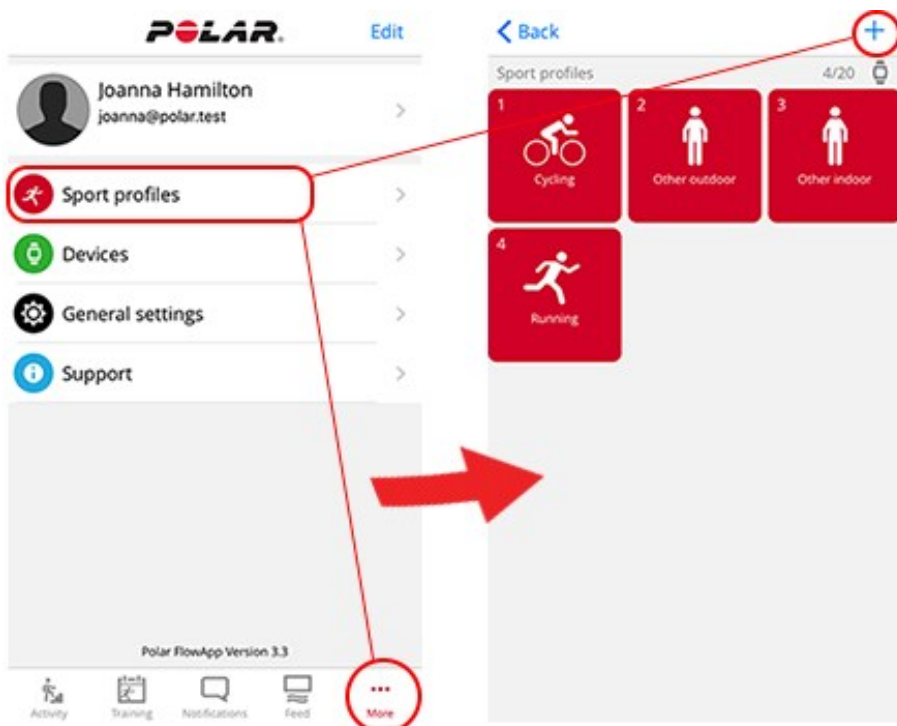 POLAR.
Edit
Joanna Hamilton
joanna@polar.test
Sport profiles
Devices
General settings
Support
Polar FlowApp Version 3.3
Activity
Training
Notifications
Feed
More
Back
+
Sport profiles
4/20
1
Cycling
2
Other outdoor
3
Other indoor
4
Running